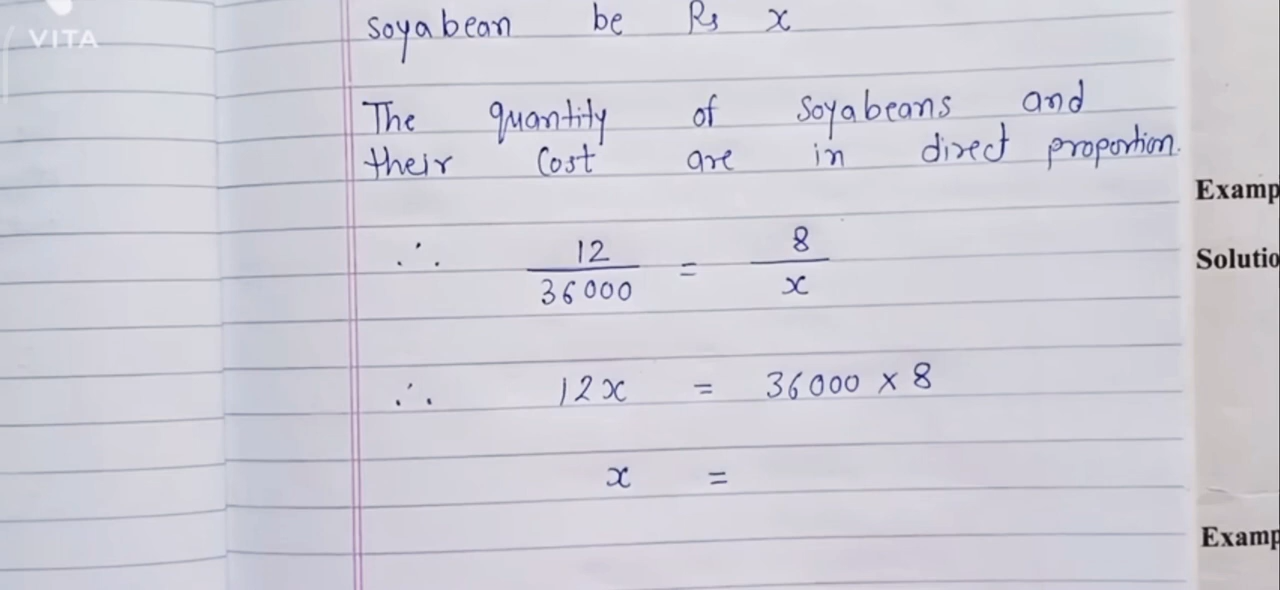 VITA
soyabean be Rs x
The quantity of soyabeans and
their cost are in direct proportion.
∴ 12/36000 = 8/x
∴ 12x = 36000 × 8
x =
Examp
Solutio
Examp